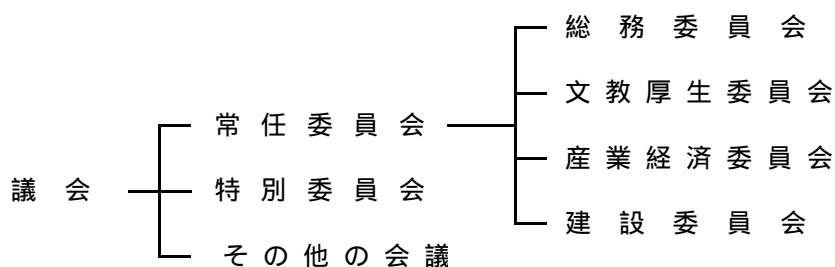 総務委員会
文教厚生委員会
常任委員会
産業経済委員会
議会
特別委員会
建設委員会
その他の会議